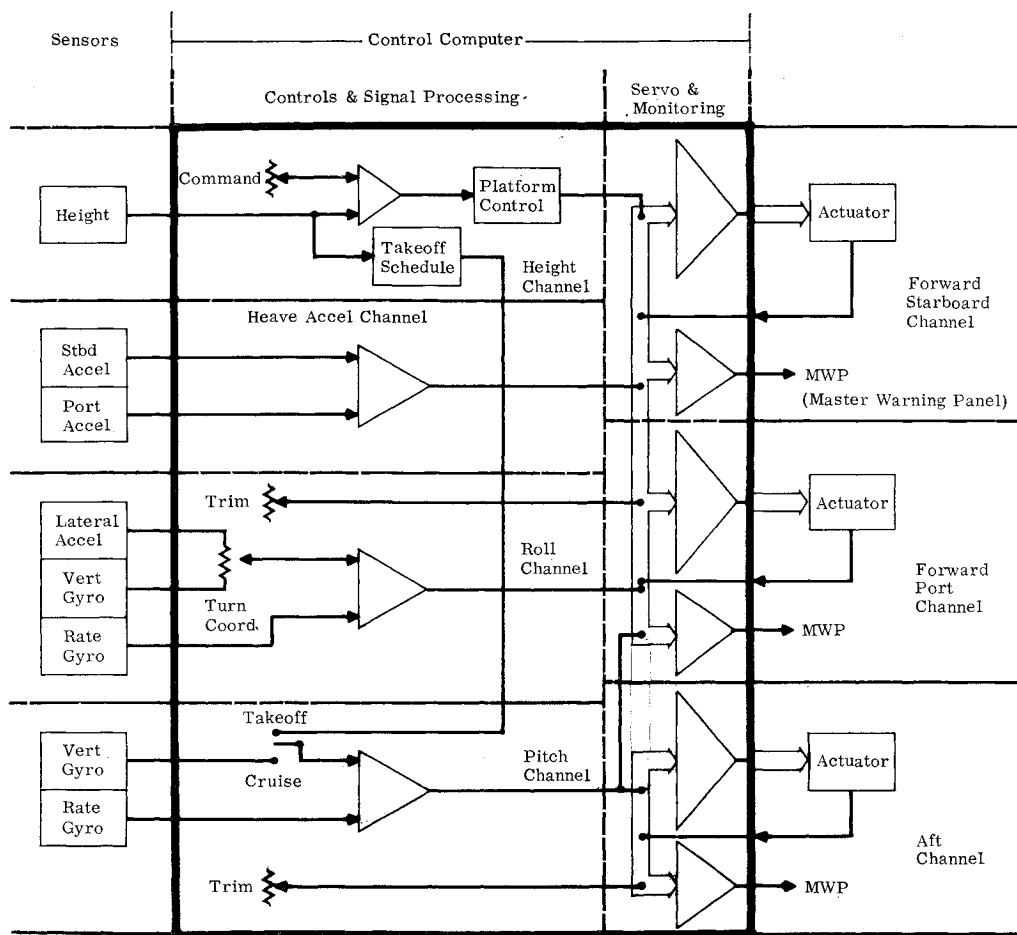 Sensors
Control Computer
Controls & Signal Processing
Servo &
Monitoring
Command
Platform
Control
Height
Actuator
Takeoff
Schedule
Height
Channel
Forward
Starboard
Channel
Heave Accel Channel
Stbd
Accel
Port
Accel
MWP
(Master Warning Panel)
Trim
Actuator
Lateral
Accel
Vert
Gyro
Rate
Gyro
Turn
Coord.
Roll
Channel
Forward
Port
Channel
MWP
Takeoff
Cruise
Vert
Gyro
Rate
Gyro
Pitch
Channel
Actuator
Aft
Channel
Trim
MWP